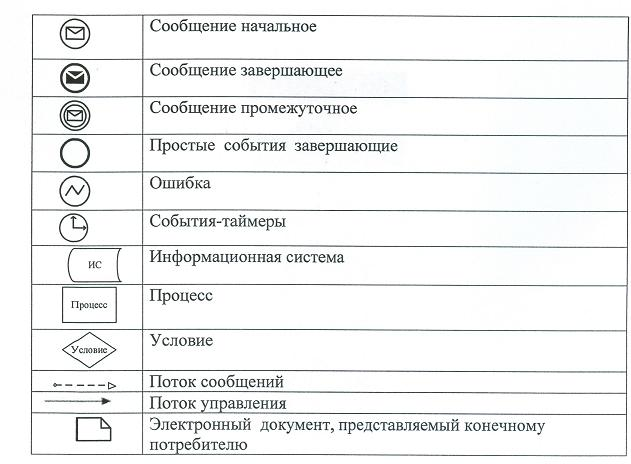 Сообщение начальное
Сообщение завершающее
Сообщение промежуточное
Простые события завершающие
Ошибка
События-таймеры
ИС Информационная система
Процесс Процесс
Условие Условие
Поток сообщений
Поток управления
Электронный документ, представляемый конечному
потребителю